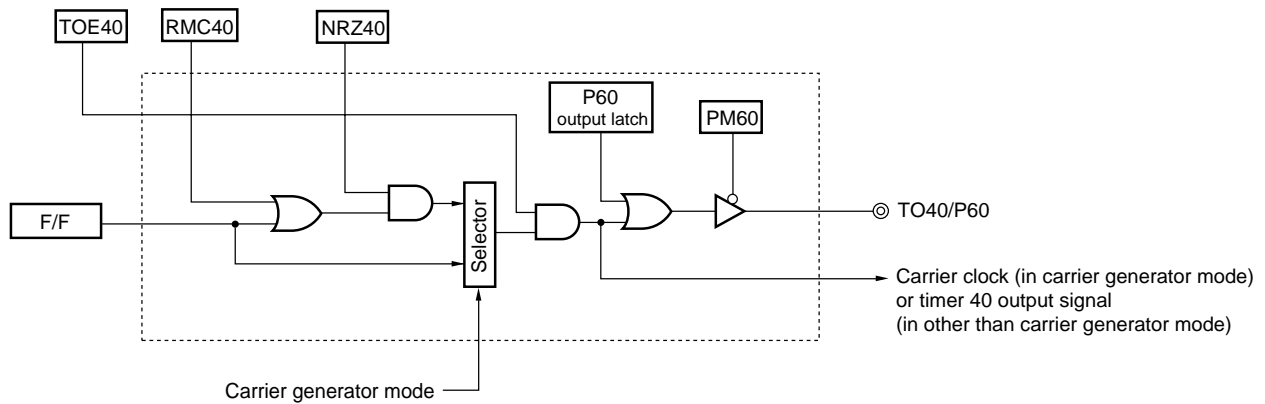 TOE40
RMC40
NRZ40
P60
output latch
PM60
F/F
Selector
TO40/P60
Carrier clock (in carrier generator mode)
or timer 40 output signal
(in other than carrier generator mode)
Carrier generator mode